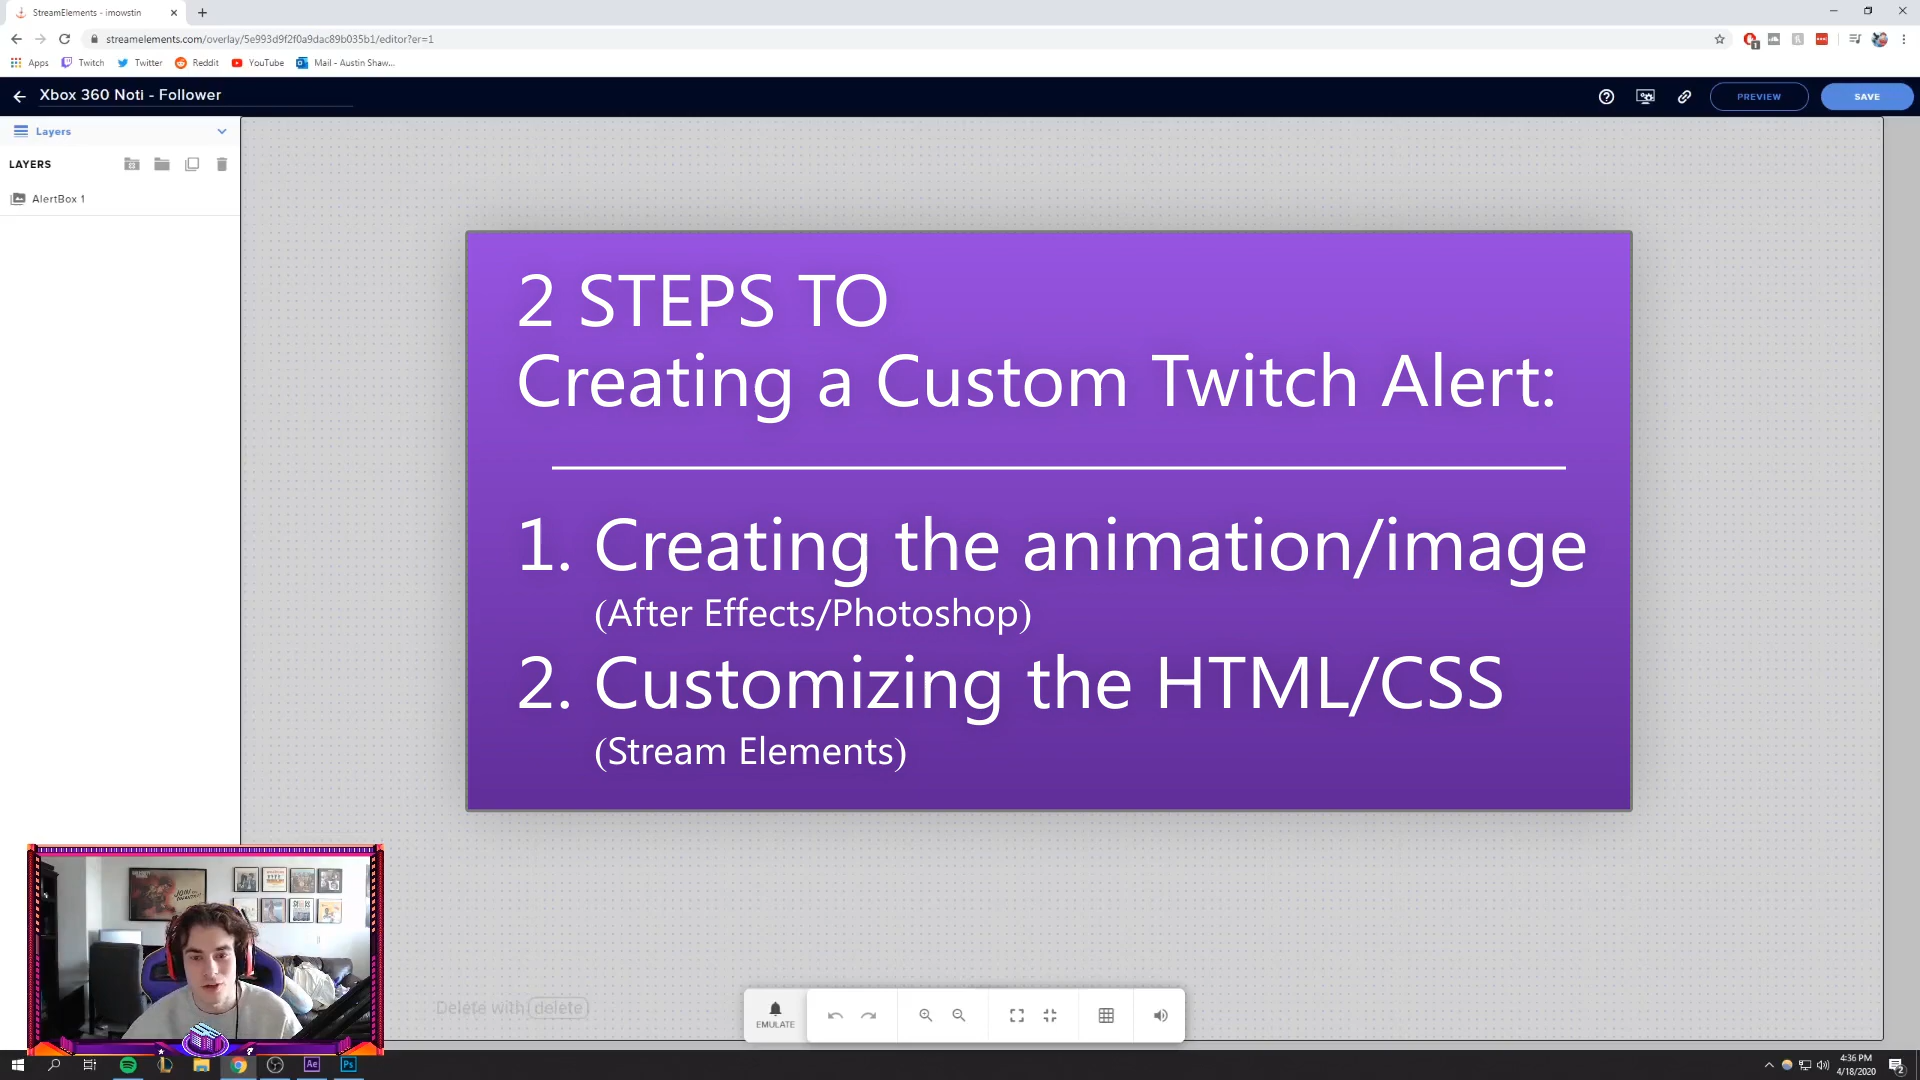 StreamElements - imowstin
streamelements.com/overlay/5e993d9f2f0a9dac89b035b1/editor?er=1
Apps
Twitch
Twitter
Reddit
YouTube
Mail - Austin Shaw...
Xbox 360 Noti - Follower
PREVIEW
SAVE
Layers
LAYERS
AlertBox 1
2 STEPS TO
Creating a Custom Twitch Alert:
1. Creating the animation/image
(After Effects/Photoshop)
2. Customizing the HTML/CSS
(Stream Elements)
Delete with delete
EMULATE
Ae
Ps
4:36 PM
4/18/2020
2